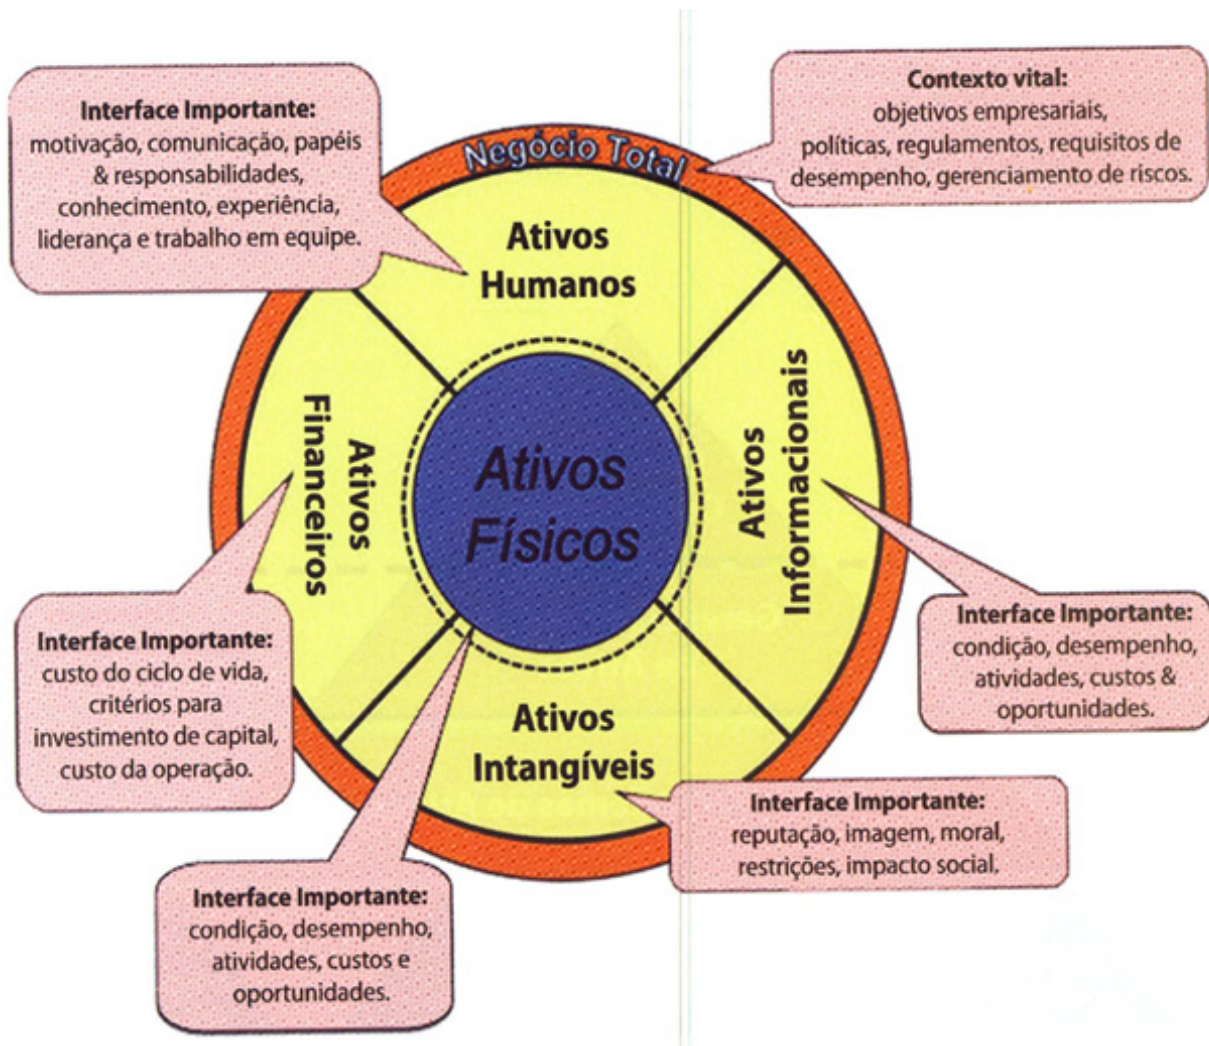 Interface Importante:
motivação, comunicação, papéis
& responsabilidades,
conhecimento, experiência,
liderança e trabalho em equipe.
Contexto vital:
objetivos empresariais,
políticas, regulamentos, requisitos de
desempenho, gerenciamento de riscos.
Negócio Total
Ativos
Humanos
Ativos
Financeiros
Ativos
Físicos
Ativos
Informacionais
Interface Importante:
custo do ciclo de vida,
critérios para
investimento de capital,
custo da operação.
Interface Importante:
condição, desempenho,
atividades, custos &
oportunidades.
Ativos
Intangíveis
Interface Importante:
reputação, imagem, moral,
restrições, impacto social.
Interface Importante:
condição, desempenho,
atividades, custos e
oportunidades.